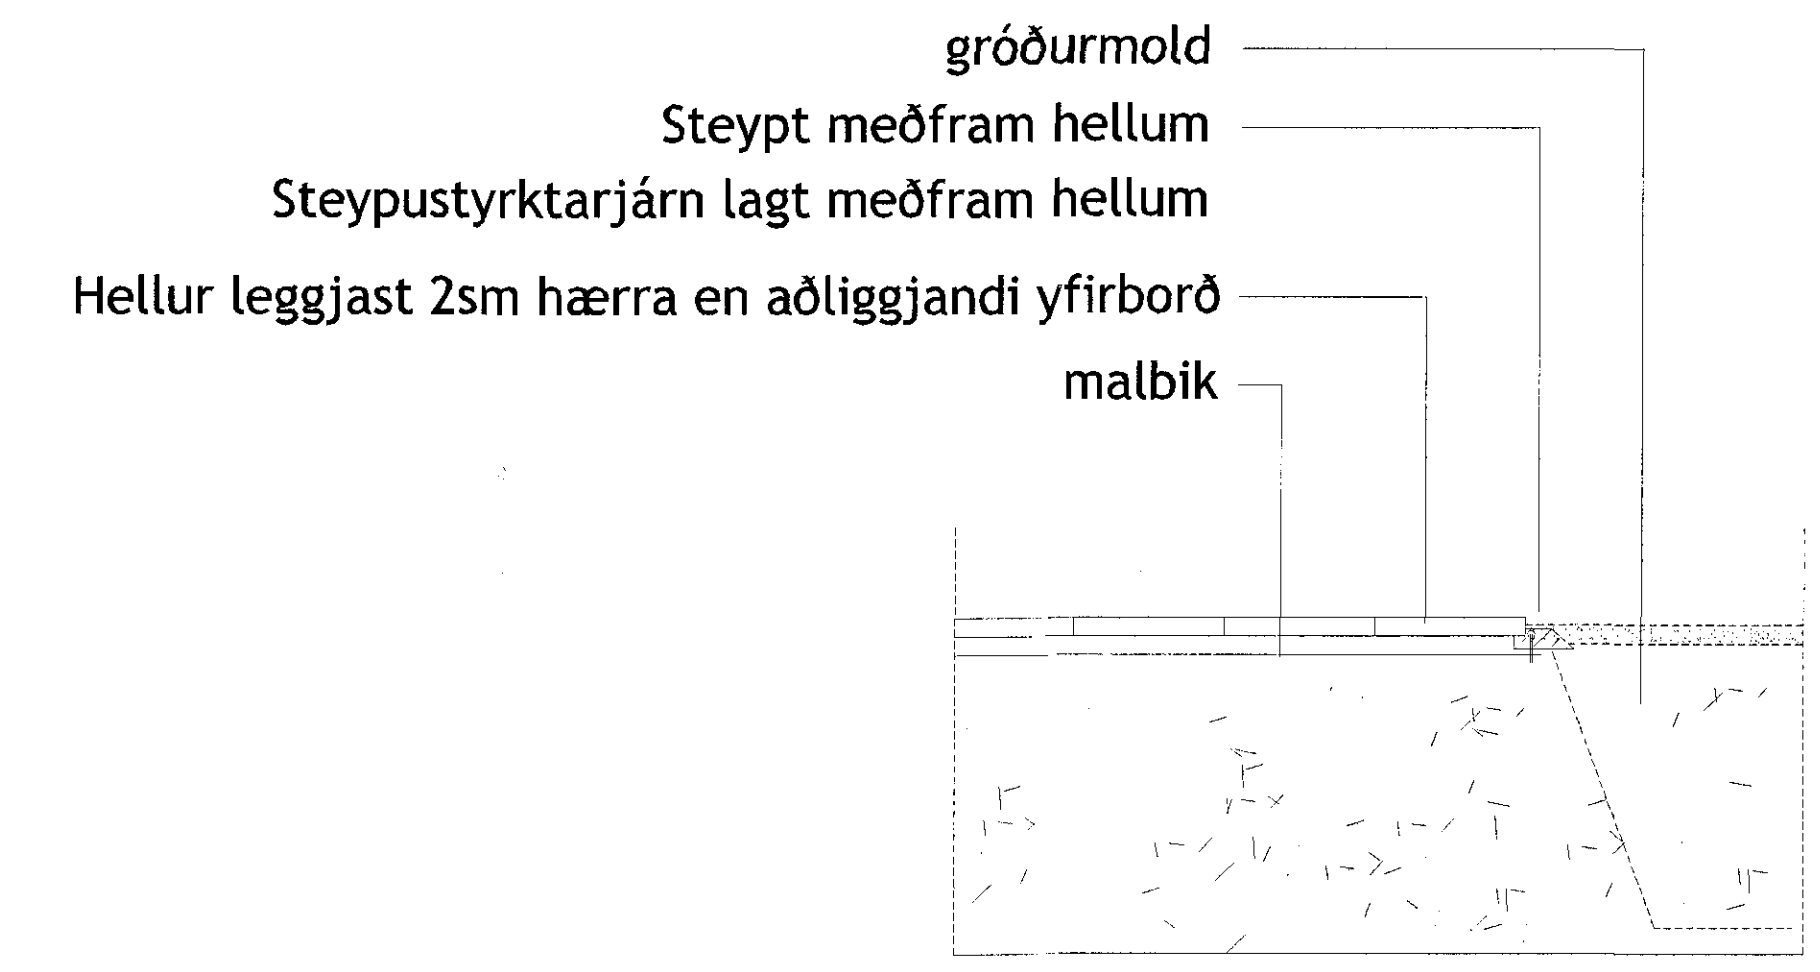 gróðurmold
Steypt meðfram hellum
Steypustyrktarjárn lagt meðfram hellum
Hellur leggjast 2sm hærra en aðliggjandi yfirborð
malbik